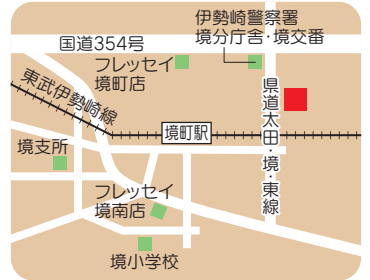 伊勢崎警察署
境分庁舎・境交番
国道354号
フレッセイ
境町店
東武伊勢崎線
県道太田・境・東線
境町駅
境支所
フレッセイ
境南店
境小学校